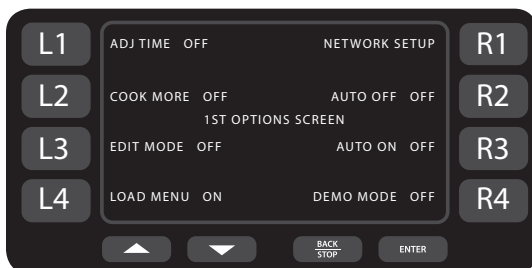 L1 ADJ TIME OFF NETWORK SETUP R1
L2 COOK MORE OFF AUTO OFF OFF R2
1ST OPTIONS SCREEN
L3 EDIT MODE OFF AUTO ON OFF R3
L4 LOAD MENU ON DEMO MODE OFF R4
BACK
STOP
ENTER